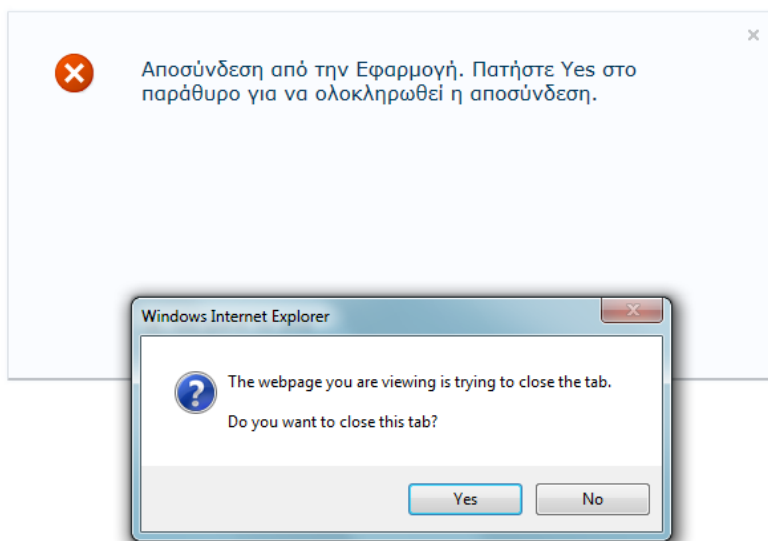 Αποσύνδεση από την Εφαρμογή. Πατήστε Yes στο
παράθυρο για να ολοκληρωθεί η αποσύνδεση.
Windows Internet Explorer
The webpage you are viewing is trying to close the tab.
Do you want to close this tab?
Yes
No